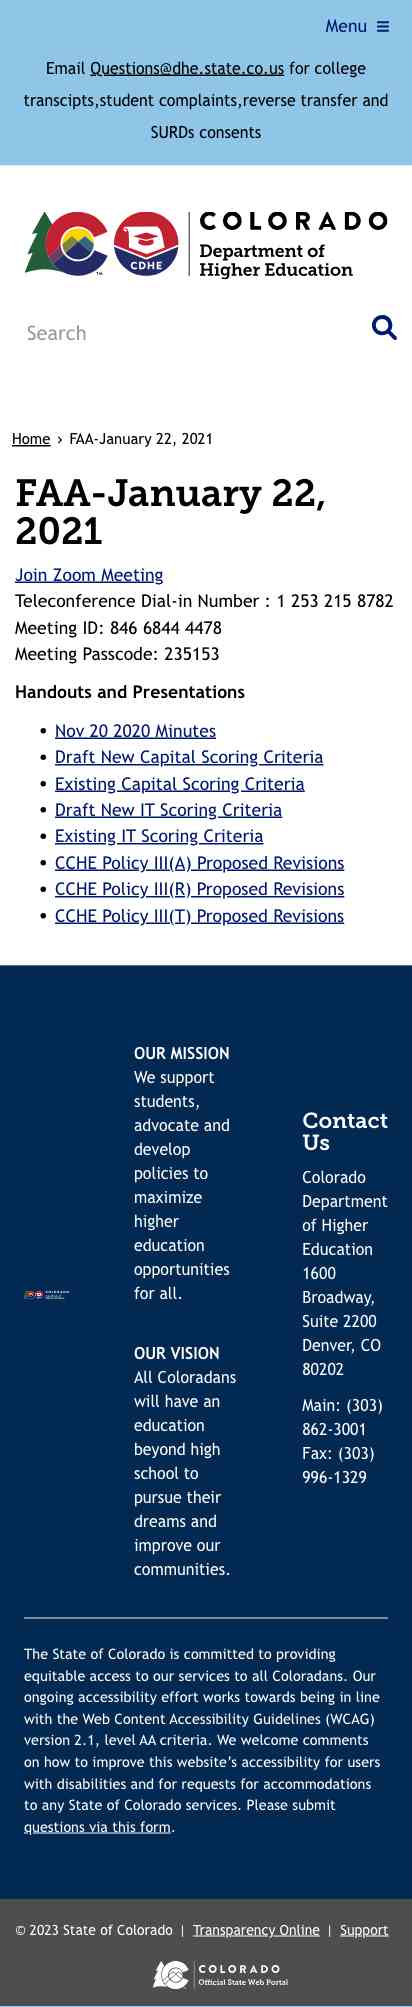 Menu
Email Questions@dhe.state.co.us for college
transcipts,student complaints,reverse transfer and
SURDs consents
CDHE
TM
COLORADO
Department of
Higher Education
Search
Home › FAA-January 22, 2021
FAA-January 22,
2021
Join Zoom Meeting
Teleconference Dial-in Number : 1 253 215 8782
Meeting ID: 846 6844 4478
Meeting Passcode: 235153
Handouts and Presentations
• Nov 20 2020 Minutes
• Draft New Capital Scoring Criteria
• Existing Capital Scoring Criteria
• Draft New IT Scoring Criteria
• Existing IT Scoring Criteria
• CCHE Policy III(A) Proposed Revisions
• CCHE Policy III(R) Proposed Revisions
• CCHE Policy III(T) Proposed Revisions
OUR MISSION
We support
students,
advocate and
develop
policies to
maximize
higher
education
opportunities
for all.
OUR VISION
All Coloradans
will have an
education
beyond high
school to
pursue their
dreams and
improve our
communities.
Contact
Us
Colorado
Department
of Higher
Education
1600
Broadway,
Suite 2200
Denver, CO
80202
Main: (303)
862-3001
Fax: (303)
996-1329
The State of Colorado is committed to providing
equitable access to our services to all Coloradans. Our
ongoing accessibility effort works towards being in line
with the Web Content Accessibility Guidelines (WCAG)
version 2.1, level AA criteria. We welcome comments
on how to improve this website's accessibility for users
with disabilities and for requests for accommodations
to any State of Colorado services. Please submit
questions via this form.
© 2023 State of Colorado | Transparency Online | Support
COLORADO
Official State Web Portal